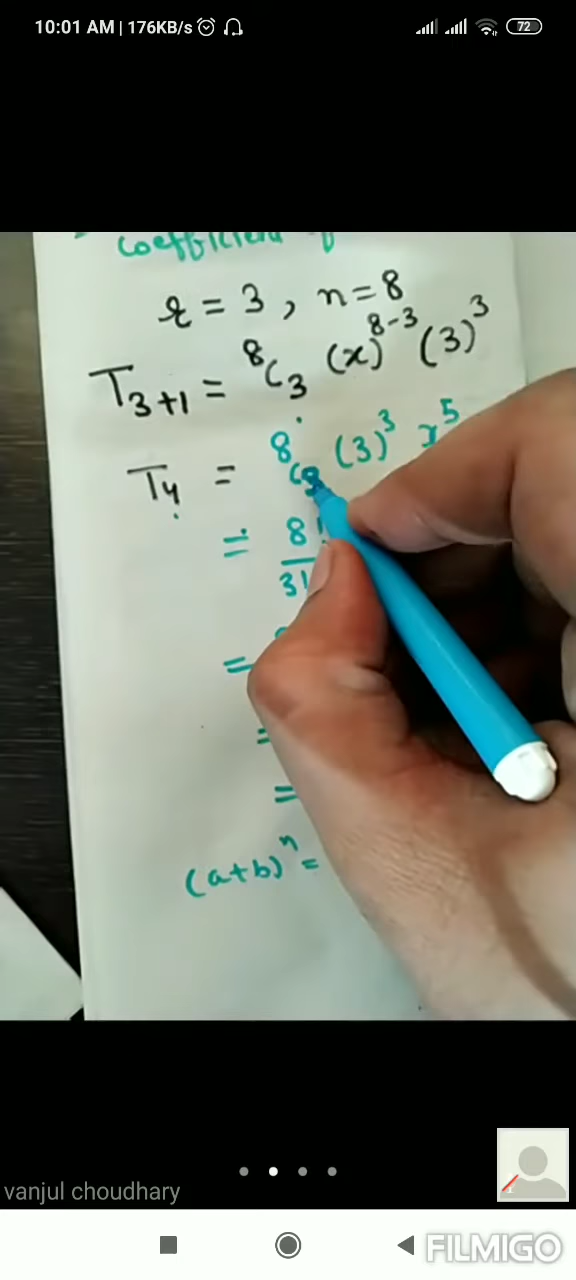 10:01 AM | 176KB/s
72
coefficient
r = 3 , n = 8
T3+1 = ⁸C₃ (x)⁸⁻³ (3)³
T4 = ⁸C₃ (3)³ x⁵
= 8!
3!
=
=
=
(a+b)ⁿ =
vanjul choudhary
FILMIGO